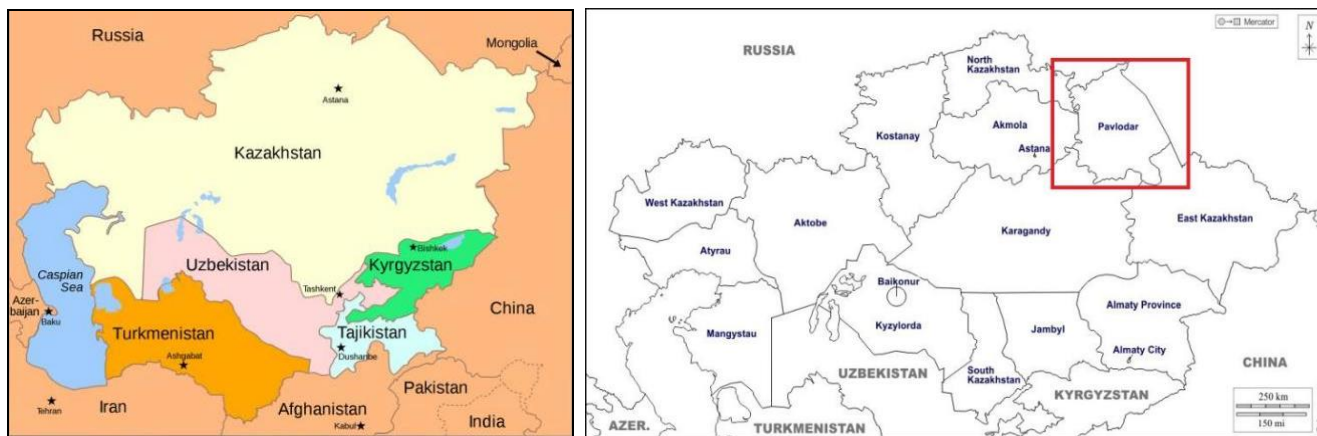 Russia
Mongolia
Astana
Kazakhstan
Caspian
Sea
Uzbekistan
Bishkek
Kyrgyzstan
Tashkent
Azer-
baijan
Baku
Turkmenistan
Tajikistan
China
Ashgabat
Dushanbe
Tehran
Iran
Afghanistan
Kabul
Pakistan
India
Mercator
N
RUSSIA
North
Kazakhstan
Kostanay
Akmola
Astana
Pavlodar
West Kazakhstan
Aktobe
East Kazakhstan
Karagandy
Atyrau
Baikonur
Almaty Province
Mangystau
Kyzylorda
Jambyl
Almaty City
UZBEKISTAN
South
Kazakhstan
CHINA
KYRGYZSTAN
AZER.
TURKMENISTAN
250 km
150 mi